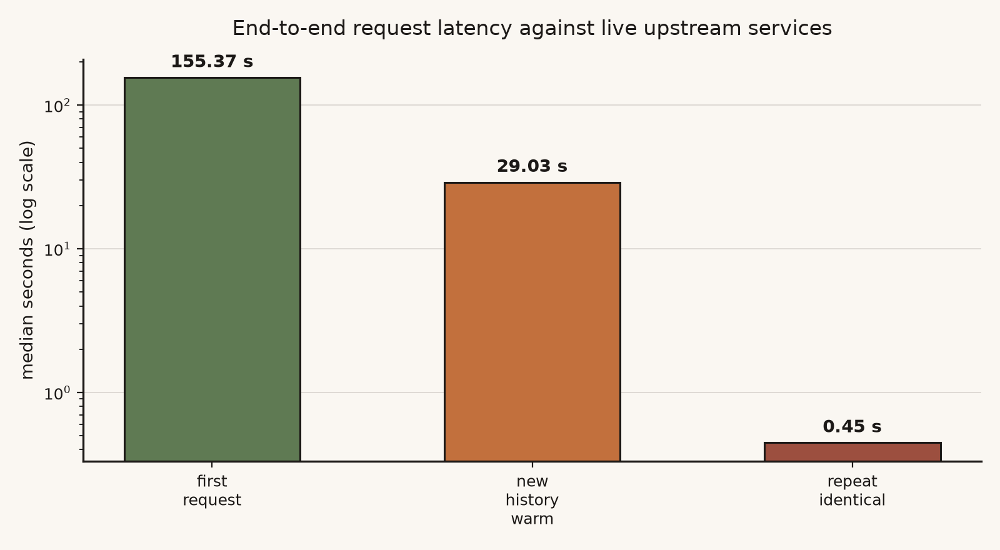 End-to-end request latency against live upstream services
155.37 s
29.03 s
0.45 s
median seconds (log scale)
10²
10¹
10⁰
first
request
new
history
warm
repeat
identical